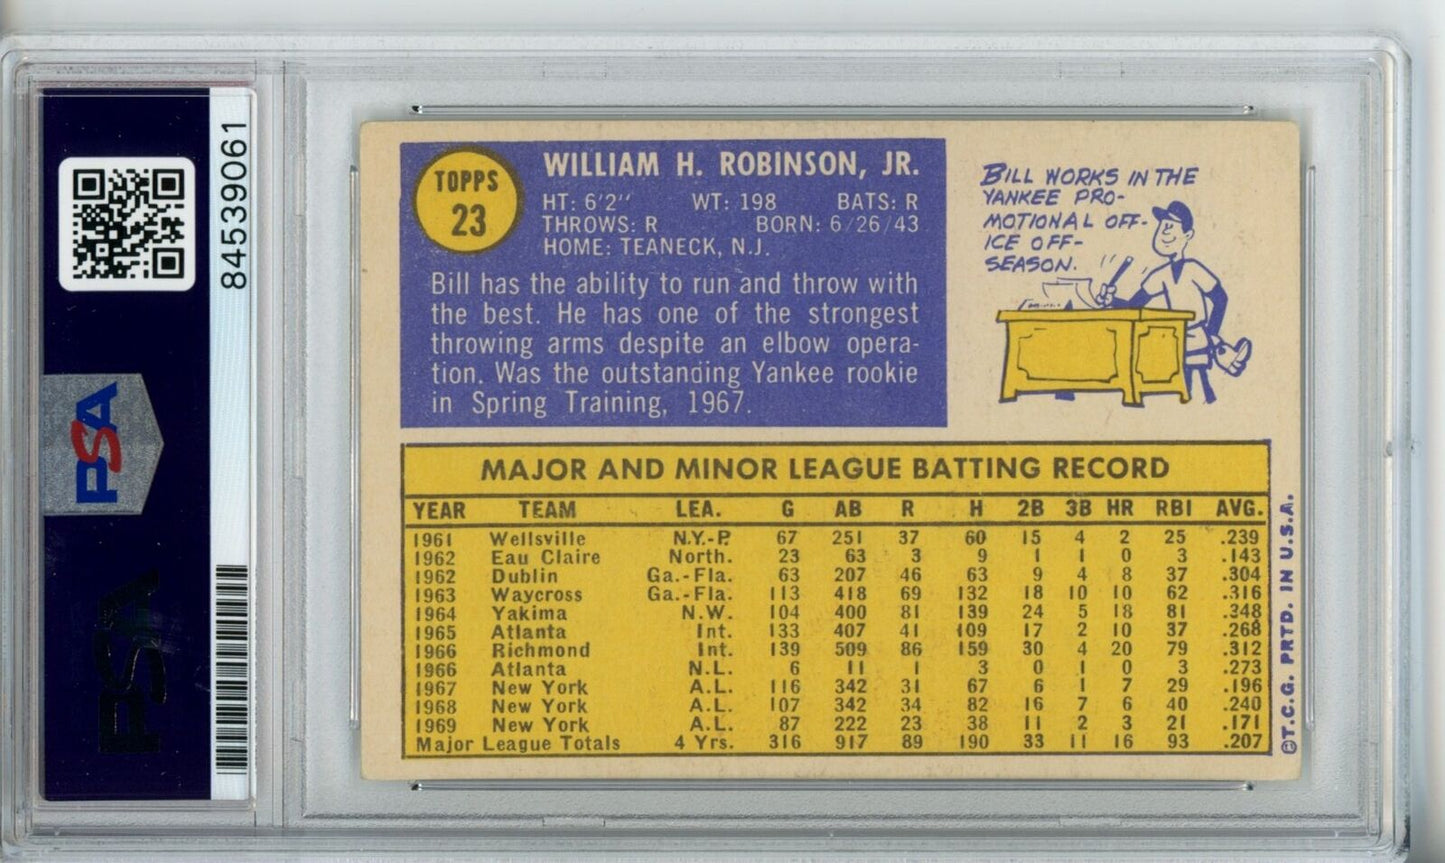 84539061
PSA
PSA
TOPPS
23
WILLIAM H. ROBINSON, JR.
HT: 6'2'' WT: 198 BATS: R
THROWS: R BORN: 6/26/43
HOME: TEANECK, N.J.
Bill has the ability to run and throw with
the best. He has one of the strongest
throwing arms despite an elbow opera-
tion. Was the outstanding Yankee rookie
in Spring Training, 1967.
BILL WORKS IN THE
YANKEE PRO-
MOTIONAL OFF-
ICE OFF-
SEASON.
MAJOR AND MINOR LEAGUE BATTING RECORD
YEAR TEAM LEA. G AB R H 2B 3B HR RBI AVG.
1961 Wellsville N.Y.-P. 67 251 37 60 15 4 2 25 .239
1962 Eau Claire North. 23 63 3 9 1 1 0 3 .143
1962 Dublin Ga.-Fla. 63 207 46 63 9 4 8 37 .304
1963 Waycross Ga.-Fla. 113 418 69 132 18 10 10 62 .316
1964 Yakima N.W. 104 400 81 139 24 5 18 81 .348
1965 Atlanta Int. 133 407 41 109 17 2 10 37 .268
1966 Richmond Int. 139 509 86 159 30 4 20 79 .312
1966 Atlanta N.L. 6 11 1 3 0 1 0 3 .273
1967 New York A.L. 116 342 31 67 6 1 7 29 .196
1968 New York A.L. 107 342 34 82 16 7 6 40 .240
1969 New York A.L. 87 222 23 38 11 2 3 21 .171
Major League Totals 4 Yrs. 316 917 89 190 33 11 16 93 .207
©T.C.G. PRTD. IN U.S.A.